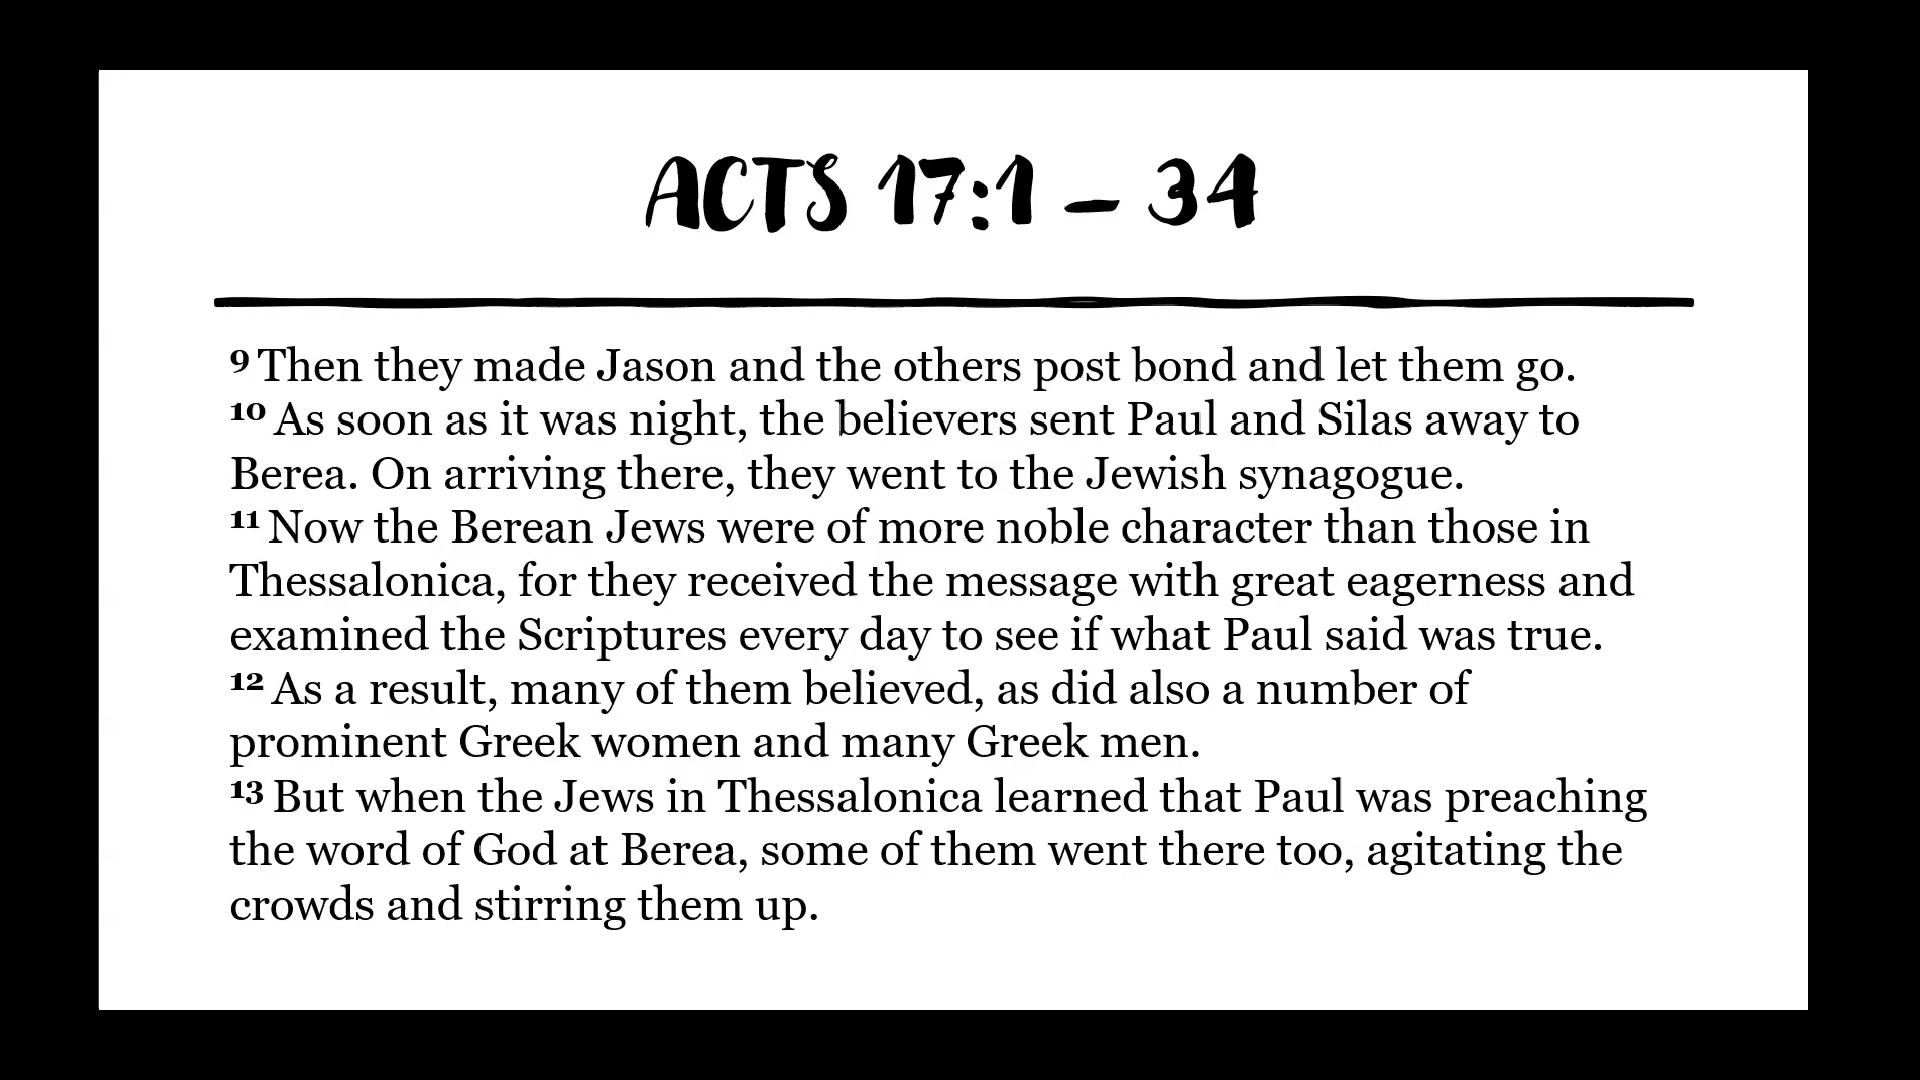 ACTS 17:1 – 34
9 Then they made Jason and the others post bond and let them go.
10 As soon as it was night, the believers sent Paul and Silas away to
Berea. On arriving there, they went to the Jewish synagogue.
11 Now the Berean Jews were of more noble character than those in
Thessalonica, for they received the message with great eagerness and
examined the Scriptures every day to see if what Paul said was true.
12 As a result, many of them believed, as did also a number of
prominent Greek women and many Greek men.
13 But when the Jews in Thessalonica learned that Paul was preaching
the word of God at Berea, some of them went there too, agitating the
crowds and stirring them up.